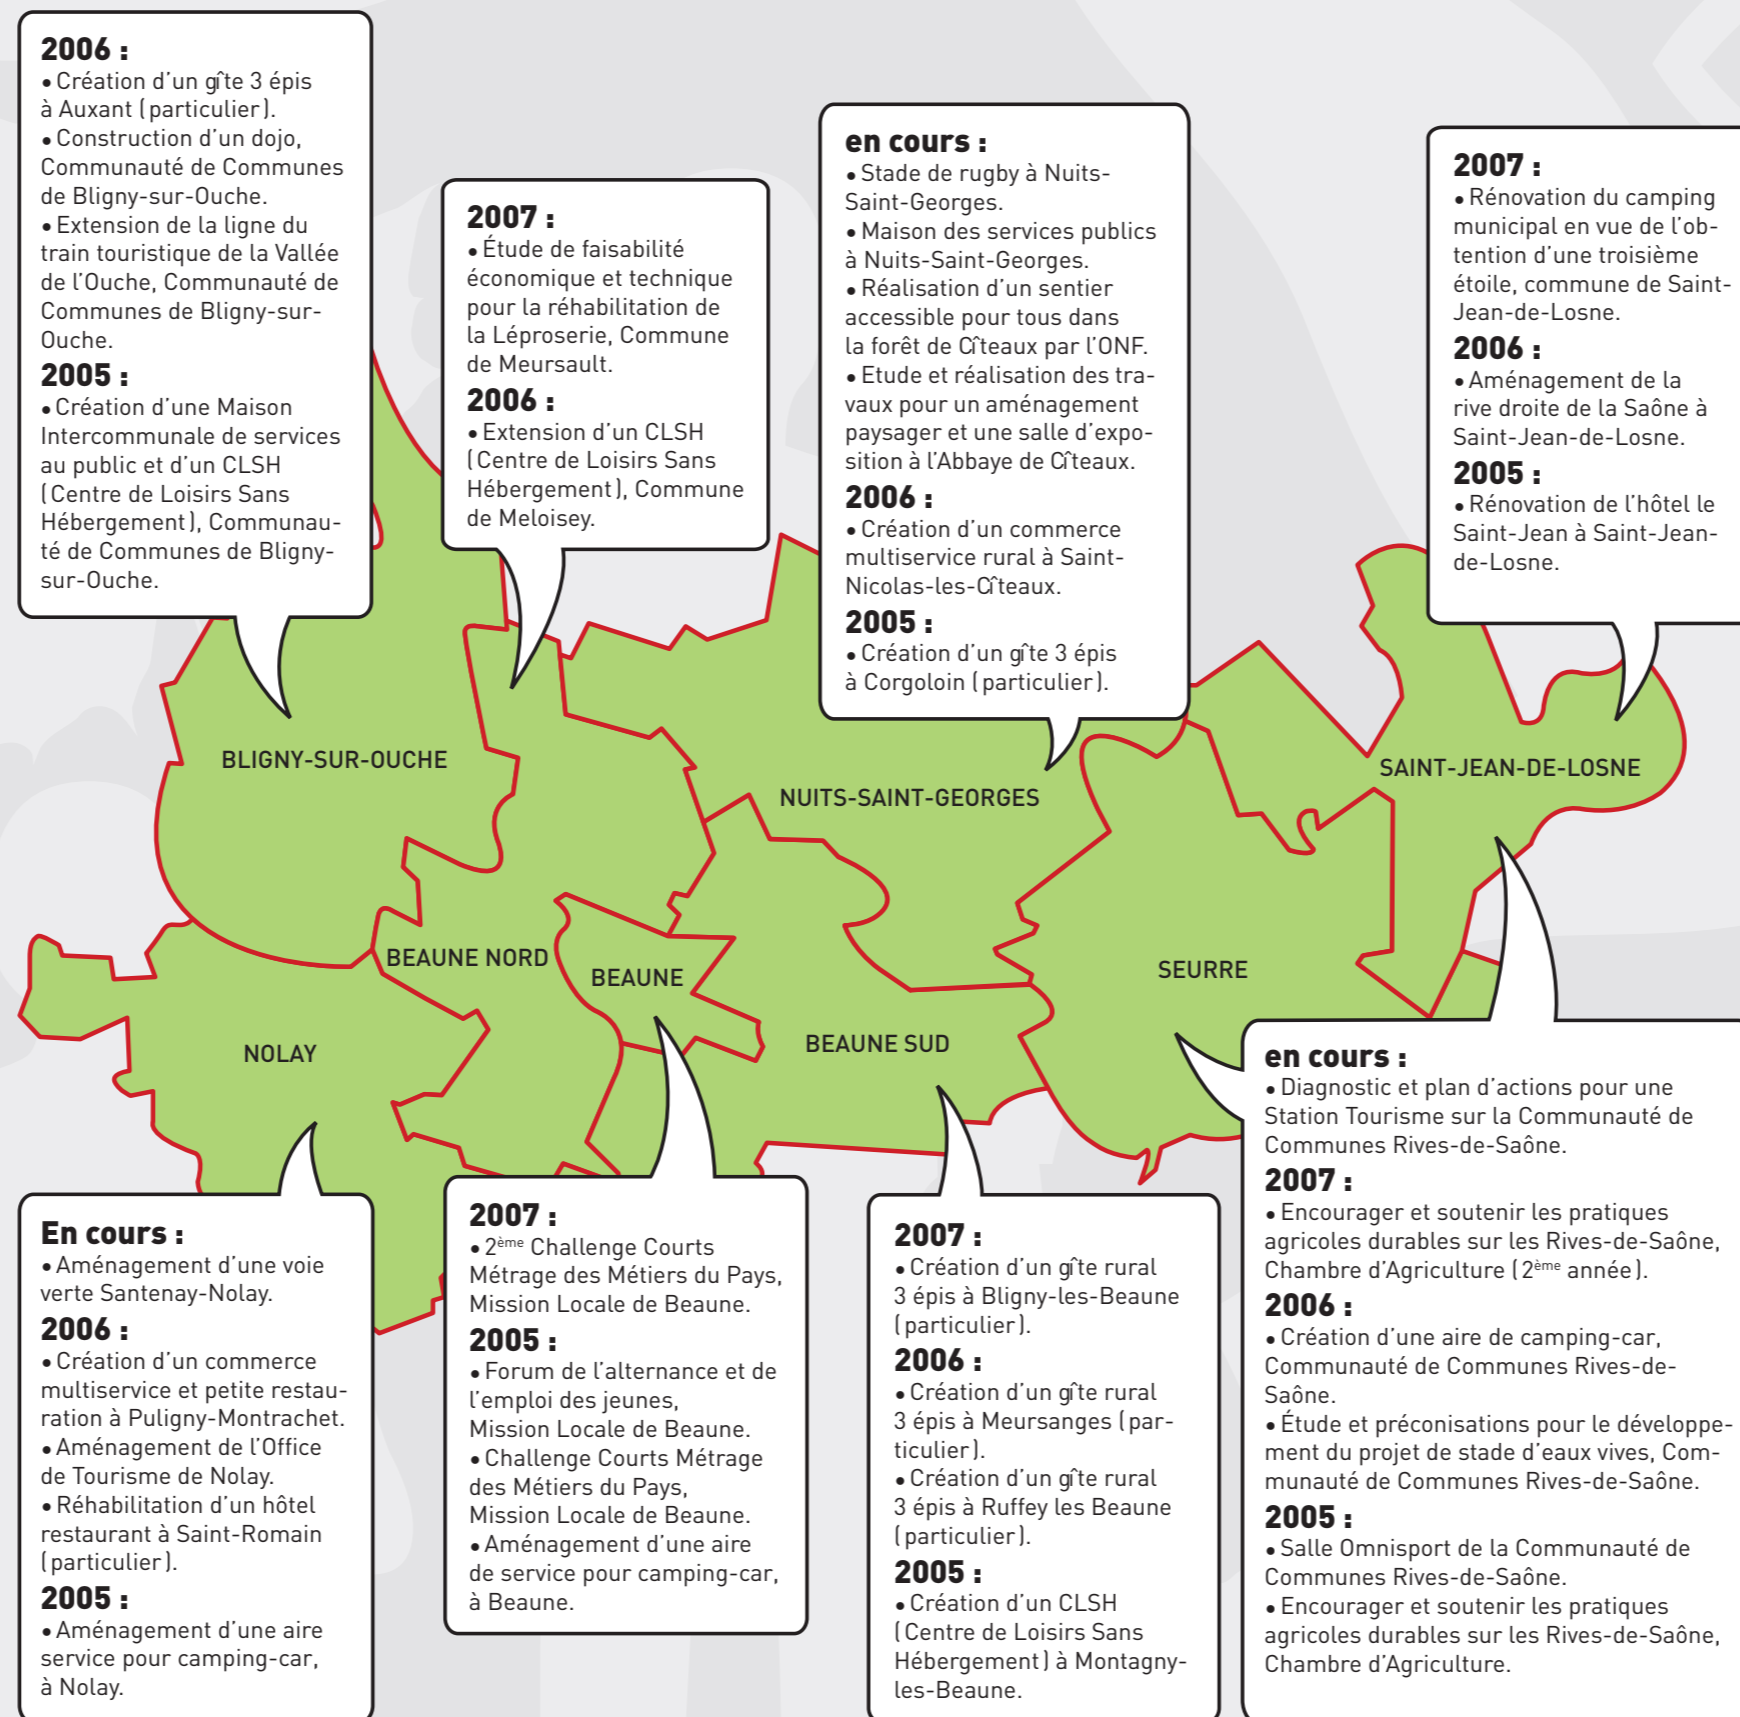 2006 :
• Création d'un gîte 3 épis
à Auxant (particulier).
• Construction d'un dojo,
Communauté de Communes
de Bligny-sur-Ouche.
• Extension de la ligne du
train touristique de la Vallée
de l'Ouche, Communauté de
Communes de Bligny-sur-
Ouche.
2005 :
• Création d'une Maison
Intercommunale de services
au public et d'un CLSH
(Centre de Loisirs Sans
Hébergement), Communau-
té de Communes de Bligny-
sur-Ouche.
2007 :
• Étude de faisabilité
économique et technique
pour la réhabilitation de
la Léproserie, Commune
de Meursault.
2006 :
• Extension d'un CLSH
(Centre de Loisirs Sans
Hébergement), Commune
de Meloisey.
en cours :
• Stade de rugby à Nuits-
Saint-Georges.
• Maison des services publics
à Nuits-Saint-Georges.
• Réalisation d'un sentier
accessible pour tous dans
la forêt de Cîteaux par l'ONF.
• Etude et réalisation des tra-
vaux pour un aménagement
paysager et une salle d'expo-
sition à l'Abbaye de Cîteaux.
2006 :
• Création d'un commerce
multiservice rural à Saint-
Nicolas-les-Cîteaux.
2005 :
• Création d'un gîte 3 épis
à Corgoloin (particulier).
2007 :
• Rénovation du camping
municipal en vue de l'ob-
tention d'une troisième
étoile, commune de Saint-
Jean-de-Losne.
2006 :
• Aménagement de la
rive droite de la Saône à
Saint-Jean-de-Losne.
2005 :
• Rénovation de l'hôtel le
Saint-Jean à Saint-Jean-
de-Losne.
BLIGNY-SUR-OUCHE
NUITS-SAINT-GEORGES
SAINT-JEAN-DE-LOSNE
BEAUNE NORD
BEAUNE
SEURRE
NOLAY
BEAUNE SUD
En cours :
• Aménagement d'une voie
verte Santenay-Nolay.
2006 :
• Création d'un commerce
multiservice et petite restau-
ration à Puligny-Montrachet.
• Aménagement de l'Office
de Tourisme de Nolay.
• Réhabilitation d'un hôtel
restaurant à Saint-Romain
(particulier).
2005 :
• Aménagement d'une aire
service pour camping-car,
à Nolay.
2007 :
• 2ème Challenge Courts
Métrage des Métiers du Pays,
Mission Locale de Beaune.
2005 :
• Forum de l'alternance et de
l'emploi des jeunes,
Mission Locale de Beaune.
• Challenge Courts Métrage
des Métiers du Pays,
Mission Locale de Beaune.
• Aménagement d'une aire
de service pour camping-car,
à Beaune.
2007 :
• Création d'un gîte rural
3 épis à Bligny-les-Beaune
(particulier).
2006 :
• Création d'un gîte rural
3 épis à Meursanges (par-
ticulier).
• Création d'un gîte rural
3 épis à Ruffey les Beaune
(particulier).
2005 :
• Création d'un CLSH
(Centre de Loisirs Sans
Hébergement) à Montagny-
les-Beaune.
en cours :
• Diagnostic et plan d'actions pour une
Station Tourisme sur la Communauté de
Communes Rives-de-Saône.
2007 :
• Encourager et soutenir les pratiques
agricoles durables sur les Rives-de-Saône,
Chambre d'Agriculture (2ème année).
2006 :
• Création d'une aire de camping-car,
Communauté de Communes Rives-de-
Saône.
• Étude et préconisations pour le développe-
ment du projet de stade d'eaux vives, Com-
munauté de Communes Rives-de-Saône.
2005 :
• Salle Omnisport de la Communauté de
Communes Rives-de-Saône.
• Encourager et soutenir les pratiques
agricoles durables sur les Rives-de-Saône,
Chambre d'Agriculture.